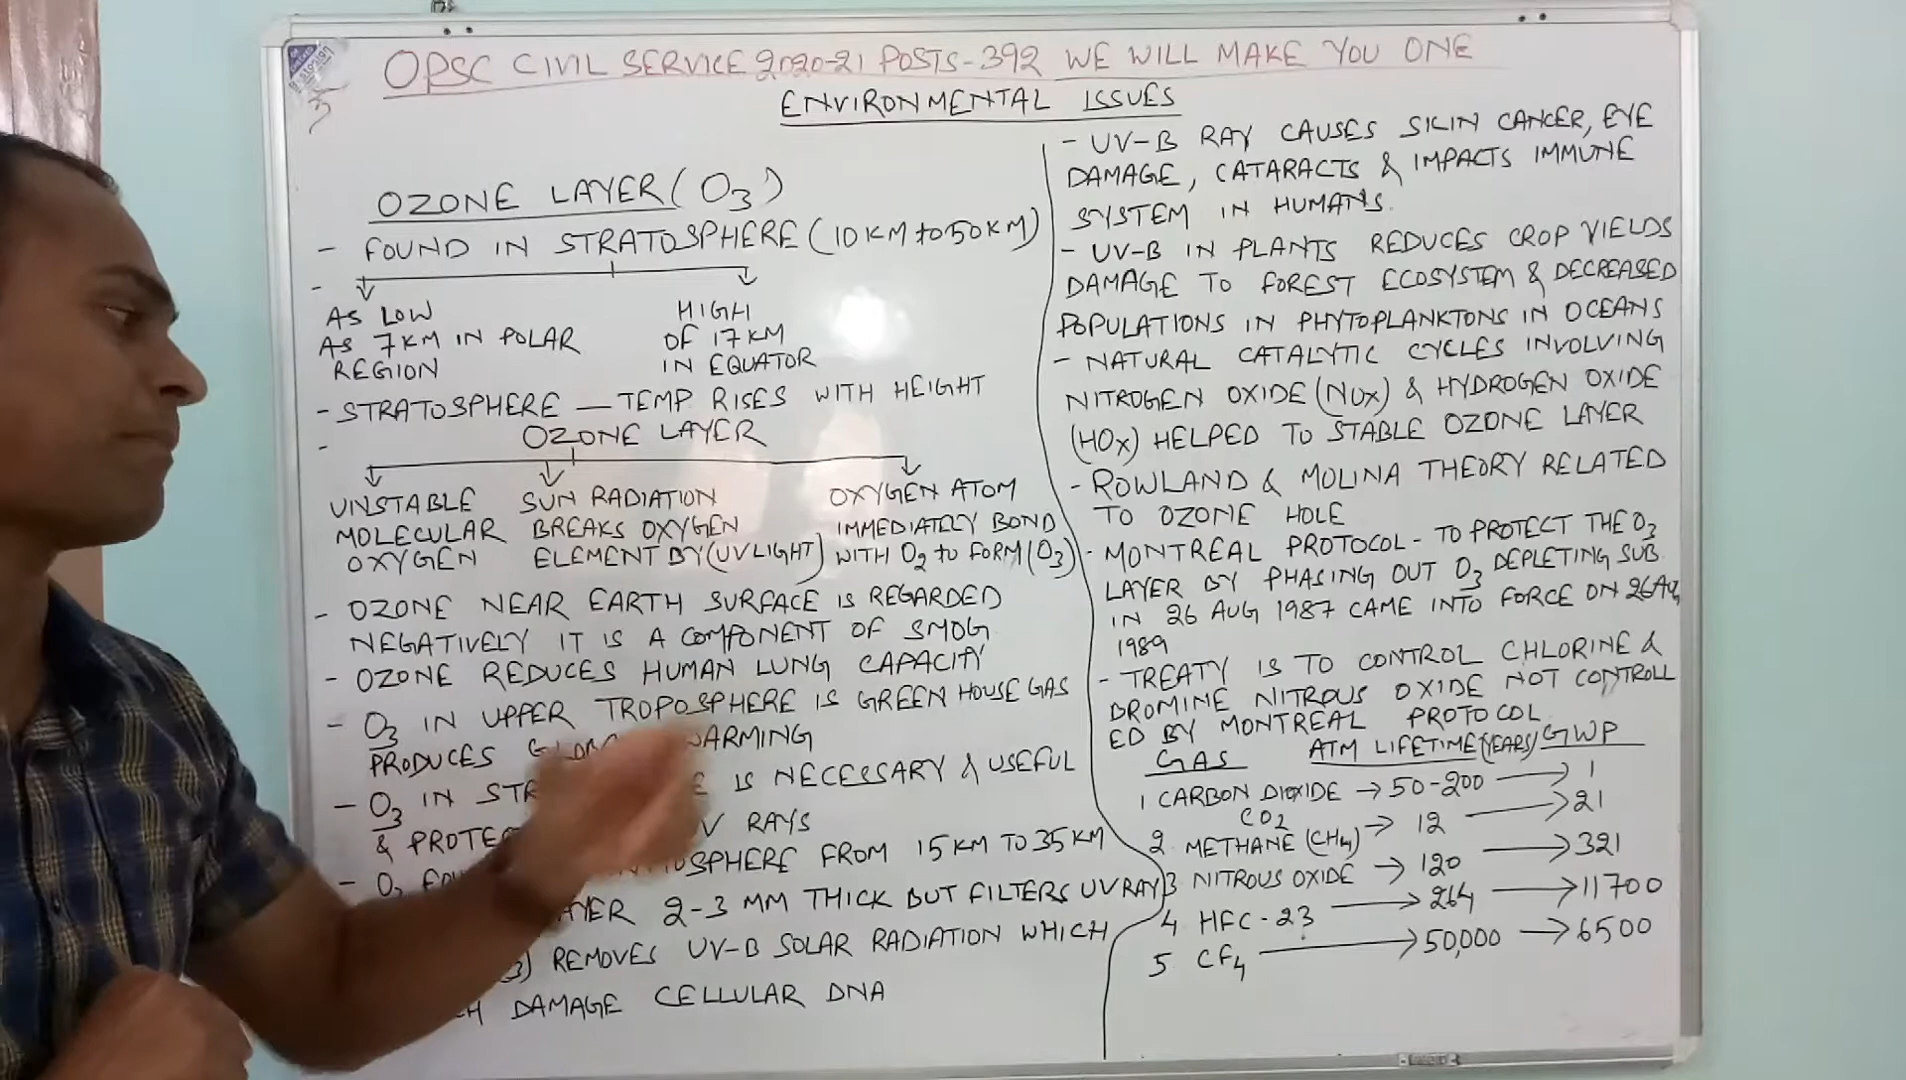 OPSC CIVIL SERVICE 2020-21 POSTS-392 WE WILL MAKE YOU ONE
ENVIRONMENTAL ISSUES
OZONE LAYER (O3)
- FOUND IN STRATOSPHERE (10KM to 50KM)
AS LOW
AS 7KM IN POLAR
REGION
HIGH
OF 17KM
IN EQUATOR
- STRATOSPHERE — TEMP RISES WITH HEIGHT
- OZONE LAYER
UNSTABLE
MOLECULAR
OXYGEN
SUN RADIATION
BREAKS OXYGEN
ELEMENT BY (UV LIGHT)
OXYGEN ATOM
IMMEDIATELY BOND
WITH O2 to FORM (O3)
- OZONE NEAR EARTH SURFACE IS REGARDED
NEGATIVELY IT IS A COMPONENT OF SMOG
- OZONE REDUCES HUMAN LUNG CAPACITY
- O3 IN UPPER TROPOSPHERE IS GREEN HOUSE GAS
PRODUCES WARMING
- O3 IN IS NECESSARY & USEFUL
& RAYS
- FROM 15KM TO 35KM
2-3 MM THICK BUT FILTERS UV RAY
REMOVES UV-B SOLAR RADIATION WHICH
DAMAGE CELLULAR DNA
- UV-B RAY CAUSES SKIN CANCER, EYE
DAMAGE, CATARACTS & IMPACTS IMMUNE
SYSTEM IN HUMANS.
- UV-B IN PLANTS REDUCES CROP YIELDS
DAMAGE TO FOREST ECOSYSTEM & DECREASED
POPULATIONS IN PHYTOPLANKTONS IN OCEANS
- NATURAL CATALYTIC CYCLES INVOLVING
NITROGEN OXIDE (NOx) & HYDROGEN OXIDE
(HOx) HELPED TO STABLE OZONE LAYER
- ROWLAND & MOLINA THEORY RELATED
TO OZONE HOLE
- MONTREAL PROTOCOL - TO PROTECT THE O3
LAYER BY PHASING OUT O3 DEPLETING SUB
IN 26 AUG 1987 CAME INTO FORCE ON 26 AUG
1989
- TREATY IS TO CONTROL CHLORINE &
BROMINE NITROUS OXIDE NOT CONTROLL
ED BY MONTREAL PROTOCOL
GAS ATM LIFETIME (YEARS) GWP
1 CARBON DIOXIDE → 50-200 → 1
CO2
2 METHANE (CH4) → 12 → 21
3 NITROUS OXIDE → 120 → 321
4 HFC-23 → 264 → 11700
5 CF4 → 50,000 → 6500